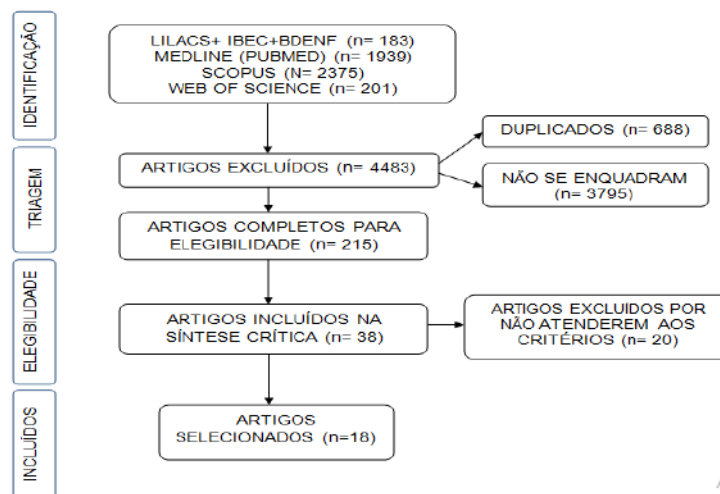 IDENTIFICAÇÃO
LILACS+ IBEC+BDENF (n= 183)
MEDLINE (PUBMED) (n= 1939)
SCOPUS (N= 2375)
WEB OF SCIENCE (n= 201)
TRIAGEM
ARTIGOS EXCLUÍDOS (n= 4483)
DUPLICADOS (n= 688)
NÃO SE ENQUADRAM
(n= 3795)
ARTIGOS COMPLETOS PARA
ELEGIBILIDADE (n= 215)
ELEGIBILIDADE
ARTIGOS INCLUÍDOS NA
SÍNTESE CRÍTICA (n= 38)
ARTIGOS EXCLUIDOS POR
NÃO ATENDEREM AOS
CRITÉRIOS (n= 20)
INCLUÍDOS
ARTIGOS
SELECIONADOS (n=18)